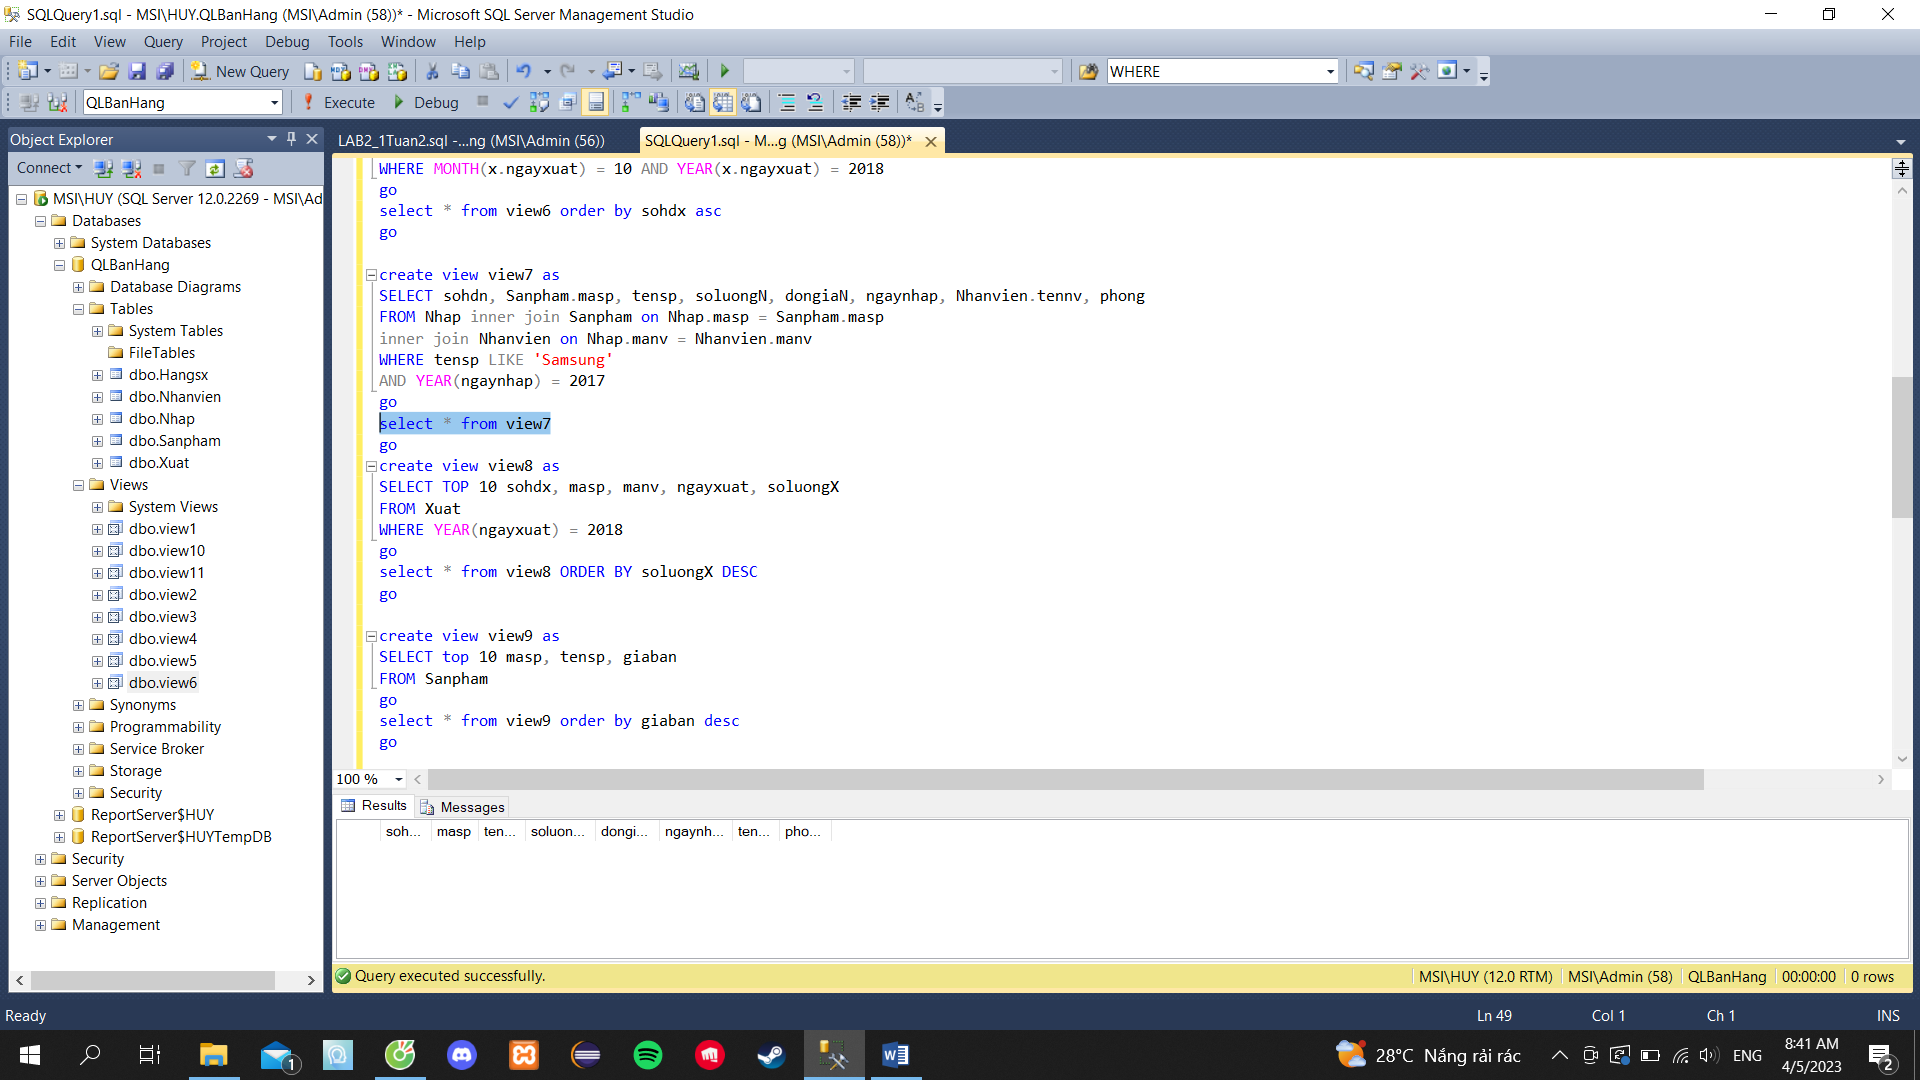 SQLQuery1.sql - MSI\HUY.QLBanHang (MSI\Admin (58))* - Microsoft SQL Server Management Studio
File Edit View Query Project Debug Tools Window Help
New Query WHERE
QLBanHang Execute Debug
Object Explorer
Connect
MSI\HUY (SQL Server 12.0.2269 - MSI\Ad
Databases
System Databases
QLBanHang
Database Diagrams
Tables
System Tables
FileTables
dbo.Hangsx
dbo.Nhanvien
dbo.Nhap
dbo.Sanpham
dbo.Xuat
Views
System Views
dbo.view1
dbo.view10
dbo.view11
dbo.view2
dbo.view3
dbo.view4
dbo.view5
dbo.view6
Synonyms
Programmability
Service Broker
Storage
Security
ReportServer$HUY
ReportServer$HUYTempDB
Security
Server Objects
Replication
Management
LAB2_1Tuan2.sql -...ng (MSI\Admin (56)) SQLQuery1.sql - M...g (MSI\Admin (58))*
WHERE MONTH(x.ngayxuat) = 10 AND YEAR(x.ngayxuat) = 2018
go
select * from view6 order by sohdx asc
go
create view view7 as
SELECT sohdn, Sanpham.masp, tensp, soluongN, dongiaN, ngaynhap, Nhanvien.tennv, phong
FROM Nhap inner join Sanpham on Nhap.masp = Sanpham.masp
inner join Nhanvien on Nhap.manv = Nhanvien.manv
WHERE tensp LIKE 'Samsung'
AND YEAR(ngaynhap) = 2017
go
select * from view7
go
create view view8 as
SELECT TOP 10 sohdx, masp, manv, ngayxuat, soluongX
FROM Xuat
WHERE YEAR(ngayxuat) = 2018
go
select * from view8 ORDER BY soluongX DESC
go
create view view9 as
SELECT top 10 masp, tensp, giaban
FROM Sanpham
go
select * from view9 order by giaban desc
go
100 %
Results Messages
soh... masp ten... soluon... dongi... ngaynh... ten... pho...
Query executed successfully. MSI\HUY (12.0 RTM) MSI\Admin (58) QLBanHang 00:00:00 0 rows
Ready Ln 49 Col 1 Ch 1 INS
1 28°C Nắng rải rác ENG 8:41 AM 2
4/5/2023